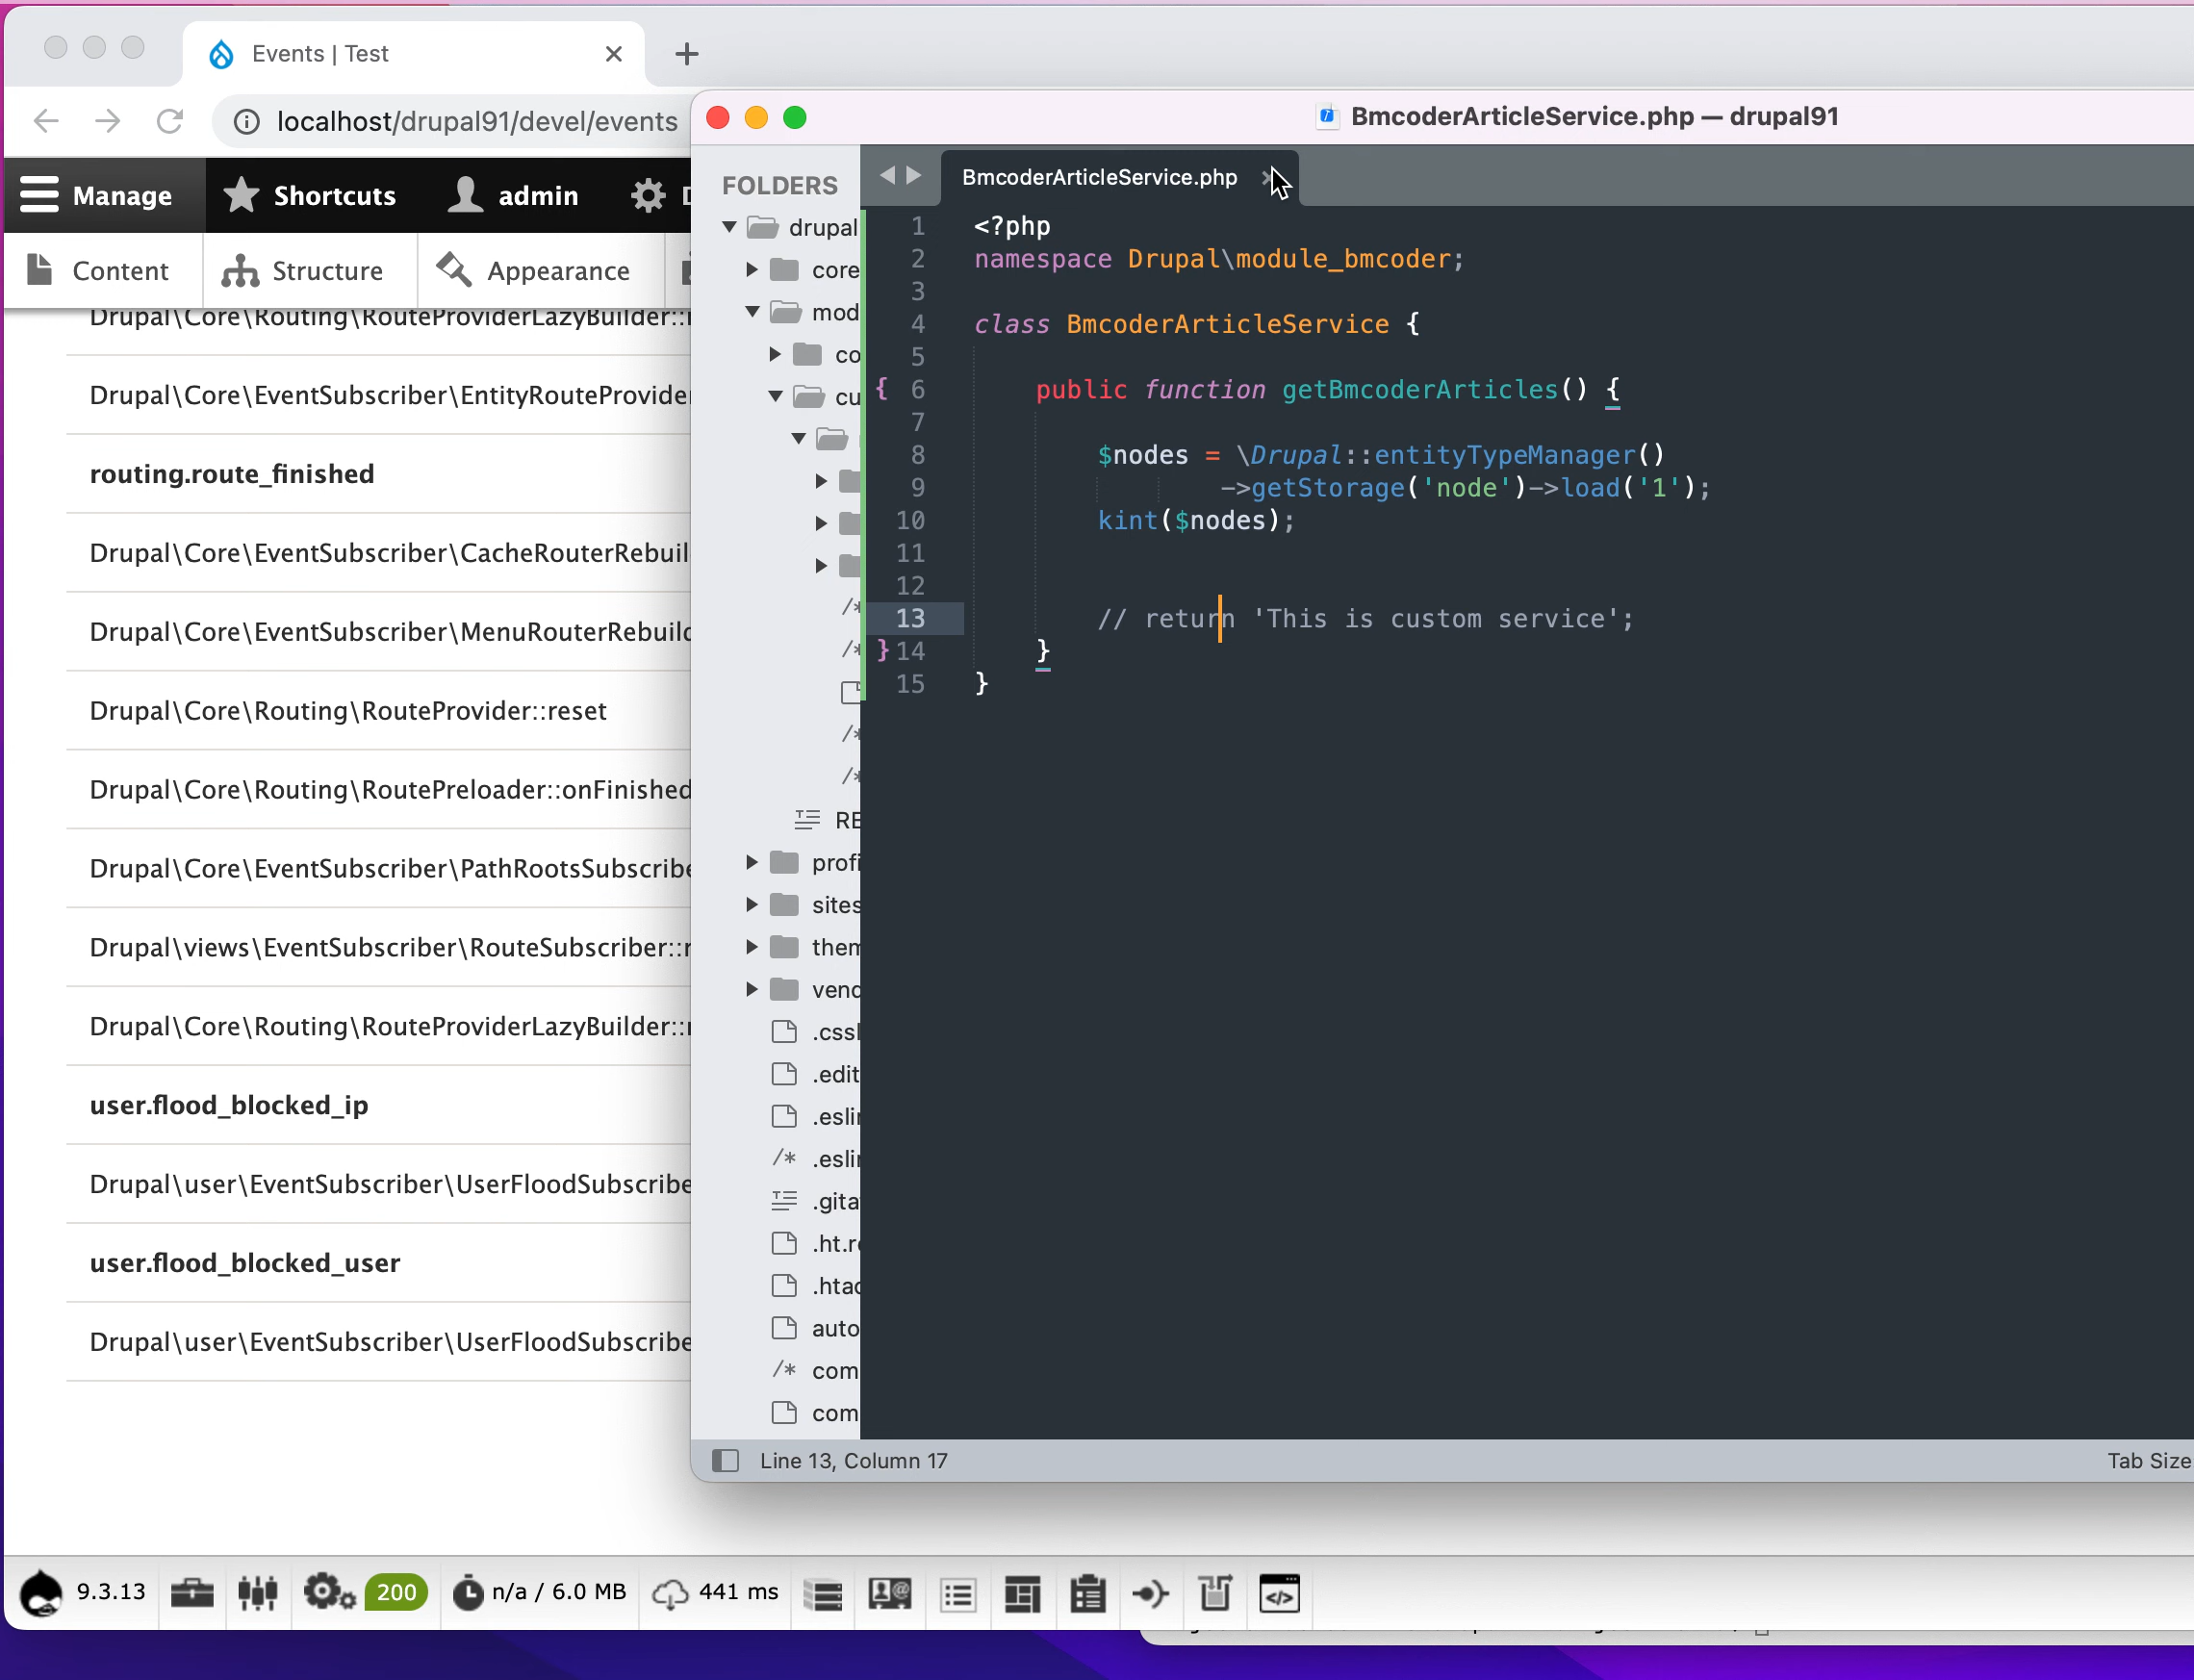 Events | Test
localhost/drupal91/devel/events
Manage
Shortcuts
admin
Content
Structure
Appearance
Drupal\Core\Routing\RouteProviderLazyBuilder::
Drupal\Core\EventSubscriber\EntityRouteProvider
routing.route_finished
Drupal\Core\EventSubscriber\CacheRouterRebuil
Drupal\Core\EventSubscriber\MenuRouterRebuild
Drupal\Core\Routing\RouteProvider::reset
Drupal\Core\Routing\RoutePreloader::onFinished
Drupal\Core\EventSubscriber\PathRootsSubscribe
Drupal\views\EventSubscriber\RouteSubscriber::r
Drupal\Core\Routing\RouteProviderLazyBuilder::
user.flood_blocked_ip
Drupal\user\EventSubscriber\UserFloodSubscribe
user.flood_blocked_user
Drupal\user\EventSubscriber\UserFloodSubscribe
9.3.13
200
n/a / 6.0 MB
441 ms
BmcoderArticleService.php — drupal91
FOLDERS
drupal
core
mod
co
cu
RE
profi
sites
them
vend
.cssl
.edit
.eslin
/* .eslin
.gita
.ht.r
.htac
auto
/* com
com
BmcoderArticleService.php
1 <?php
2 namespace Drupal\module_bmcoder;
3
4 class BmcoderArticleService {
5
{ 6 public function getBmcoderArticles() {
7
8 $nodes = \Drupal::entityTypeManager()
9 ->getStorage('node')->load('1');
10 kint($nodes);
11
12
13 // return 'This is custom service';
} 14 }
15 }
Line 13, Column 17
Tab Size